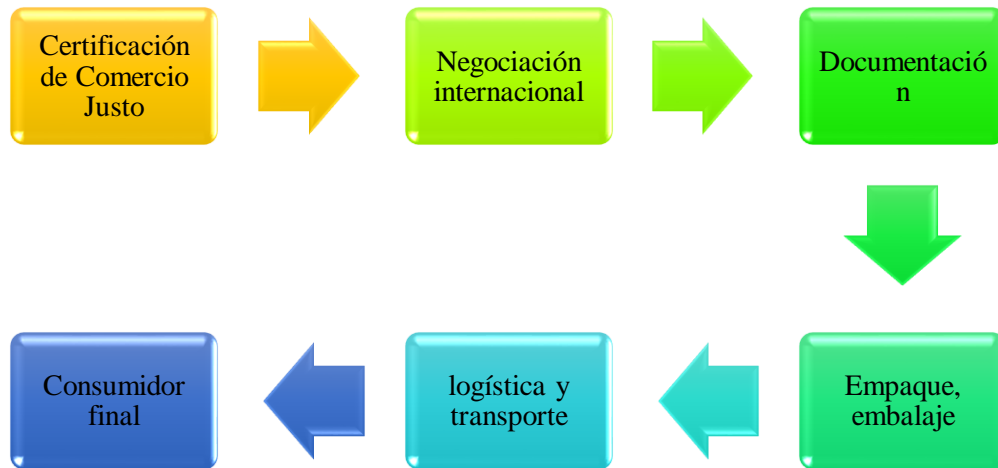 Certificación
de Comercio
Justo
Negociación
internacional
Documentació
n
Empaque,
embalaje
logística y
transporte
Consumidor
final